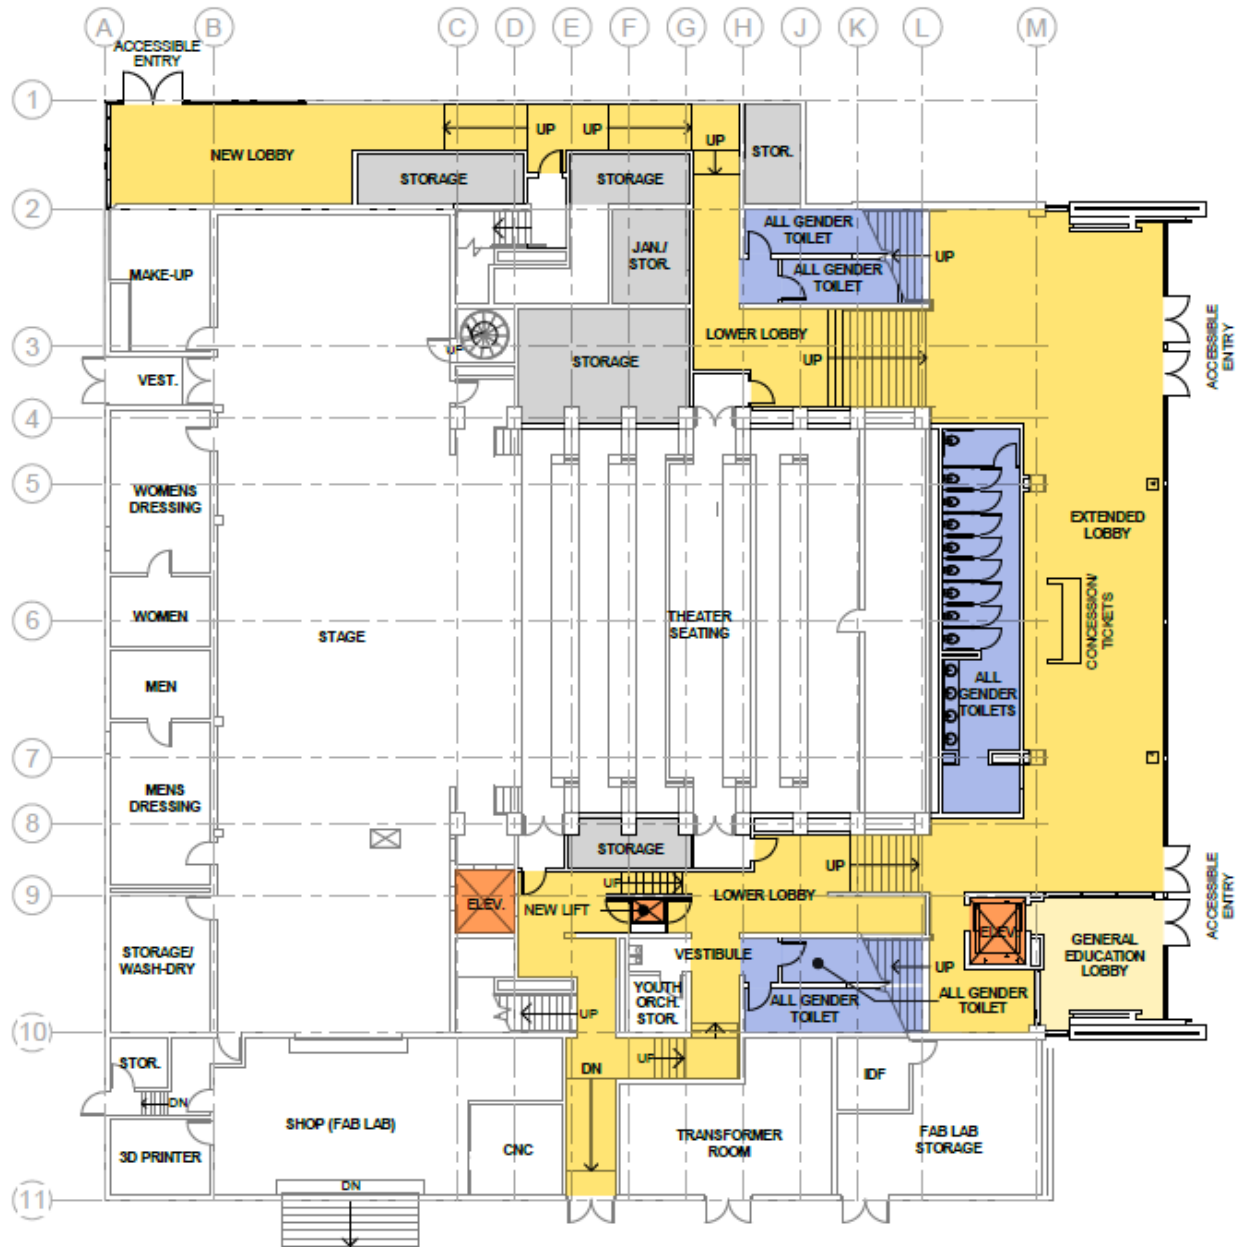 A B C D E F G H J K L M
ACCESSIBLE
ENTRY
1
UP UP UP
NEW LOBBY
STOR.
STORAGE
STORAGE
2
ALL GENDER
TOILET
JAN./
STOR.
UP
MAKE-UP
ALL GENDER
TOILET
LOWER LOBBY
3
UP
STORAGE
UP
ACCESSIBLE
ENTRY
VEST.
4
5
WOMENS
DRESSING
EXTENDED
LOBBY
WOMEN
6
STAGE
THEATER
SEATING
CONCESSION/
TICKETS
MEN
ALL
GENDER
TOILETS
7
MENS
DRESSING
8
STORAGE
UP
UP
ACCESSIBLE
ENTRY
9
ELEV.
NEW LIFT
LOWER LOBBY
ELEV.
STORAGE/
WASH-DRY
VESTIBULE
GENERAL
EDUCATION
LOBBY
UP
YOUTH
ORCH.
STOR.
ALL GENDER
TOILET
ALL GENDER
TOILET
UP
10
STOR.
DN
UP
IDF
DN
SHOP (FAB LAB)
CNC
TRANSFORMER
ROOM
FAB LAB
STORAGE
3D PRINTER
DN
11